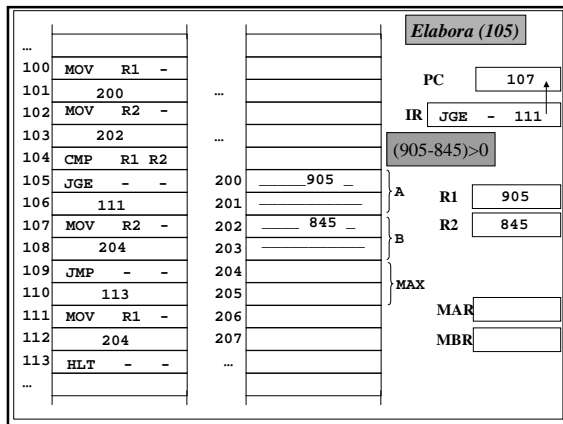 Elabora (105)
…
100 MOV R1 -
101 200
102 MOV R2 -
103 202
104 CMP R1 R2
105 JGE - -
106 111
107 MOV R2 -
108 204
109 JMP - -
110 113
111 MOV R1 -
112 204
113 HLT - -
…
…
…
200 _____905 _
201
202 ____ 845 _
203
204
205
206
207
…
A
B
MAX
PC 107
IR JGE - 111
(905-845)>0
R1 905
R2 845
MAR
MBR